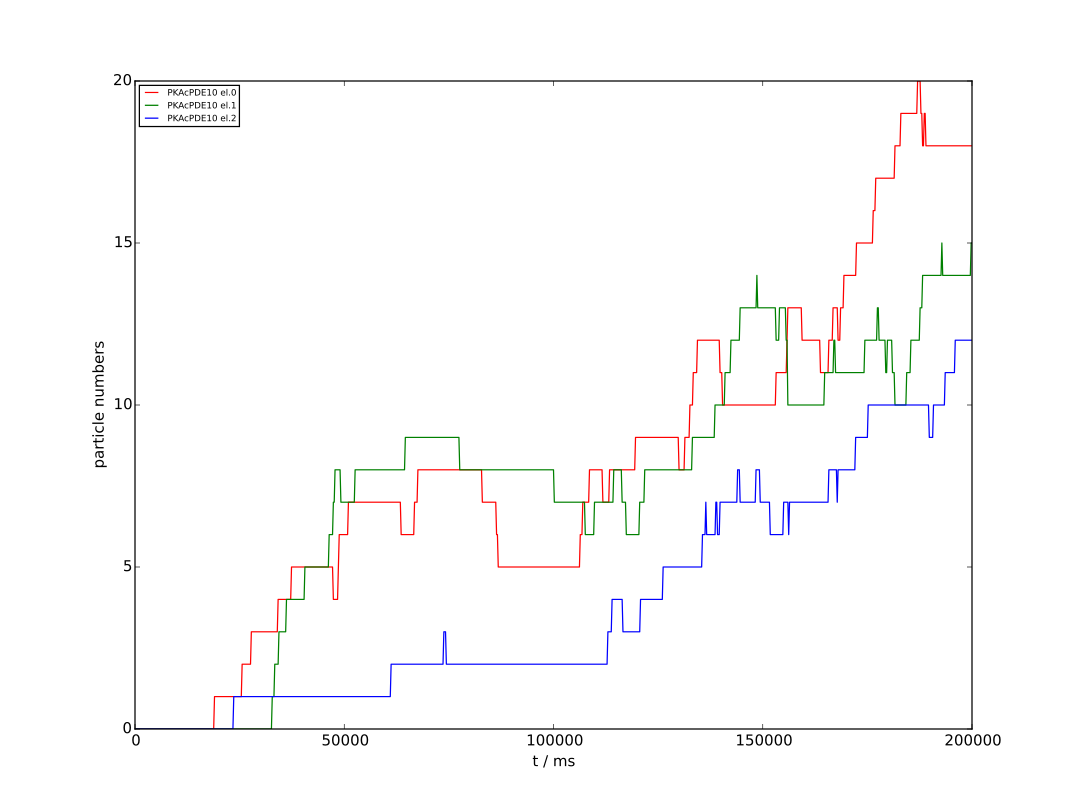 20
PKAcPDE10 el.0
PKAcPDE10 el.1
PKAcPDE10 el.2
15
10
5
0
particle numbers
0 50000 100000 150000 200000
t / ms